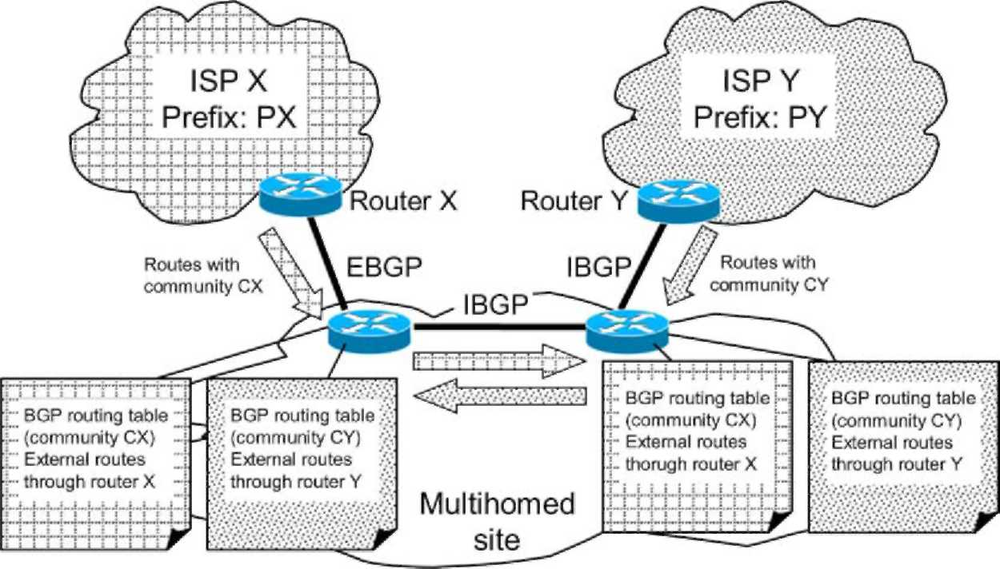 ISP X
Prefix: PX
ISP Y
Prefix: PY
Router X
Router Y
Routes with
community CX
EBGP
IBGP
Routes with
community CY
IBGP
BGP routing table
(community CX)
External routes
through router X
BGP routing table
(community CY)
External routes
through router Y
BGP routing table
(community CX)
External routes
thorugh router X
BGP routing table
(community CY)
External routes
through router Y
Multihomed
site